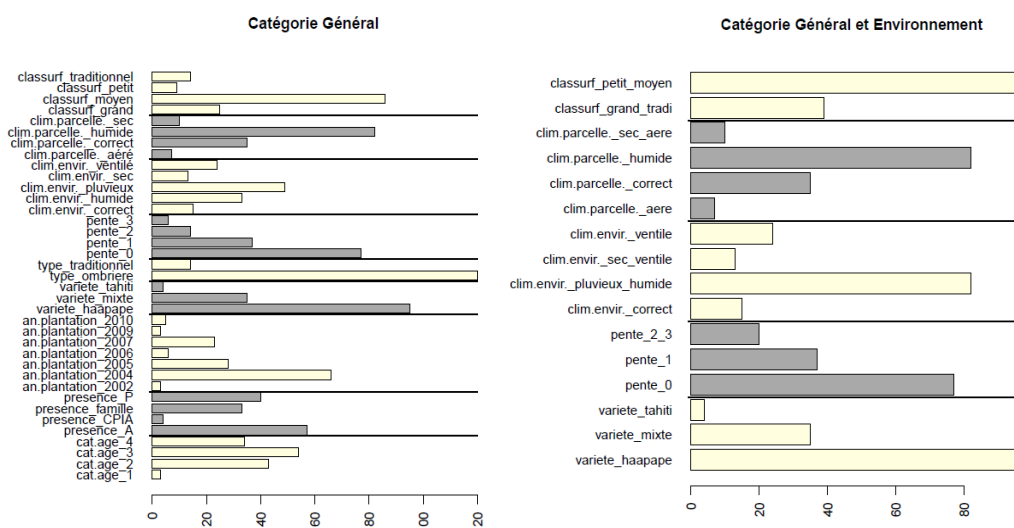 Catégorie Général
classurf_traditionnel
classurf_petit
classurf_moyen
classurf_grand
clim.parcelle._sec
clim.parcelle._humide
clim.parcelle._correct
clim.parcelle._aéré
clim.envir._ventilé
clim.envir._sec
clim.envir._pluvieux
clim.envir._humide
clim.envir._correct
pente_3
pente_2
pente_1
pente_0
type_traditionnel
type_ombriere
variete_tahiti
variete_mixte
variete_haapape
an.plantation_2010
an.plantation_2009
an.plantation_2007
an.plantation_2006
an.plantation_2005
an.plantation_2004
an.plantation_2002
presence_P
presence_famille
presence_CPIA
presence_A
cat.age_4
cat.age_3
cat.age_2
cat.age_1
0 20 40 60 80 100 20
Catégorie Général et Environnement
classurf_petit_moyen
classurf_grand_tradi
clim.parcelle._sec_aere
clim.parcelle._humide
clim.parcelle._correct
clim.parcelle._aere
clim.envir._ventile
clim.envir._sec_ventile
clim.envir._pluvieux_humide
clim.envir._correct
pente_2_3
pente_1
pente_0
variete_tahiti
variete_mixte
variete_haapape
0 20 40 60 80